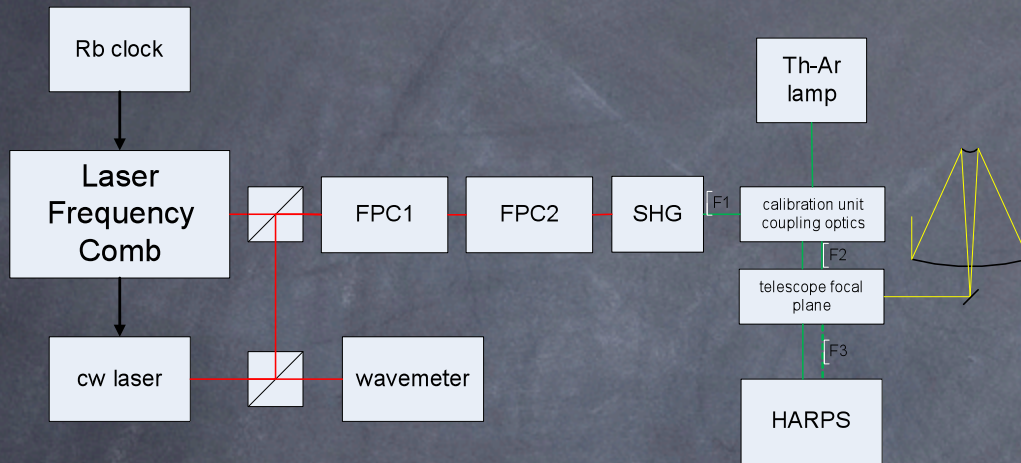 Rb clock
Th-Ar
lamp
Laser
Frequency
Comb
FPC1
FPC2
SHG
F1
calibration unit
coupling optics
F2
telescope focal
plane
F3
cw laser
wavemeter
HARPS